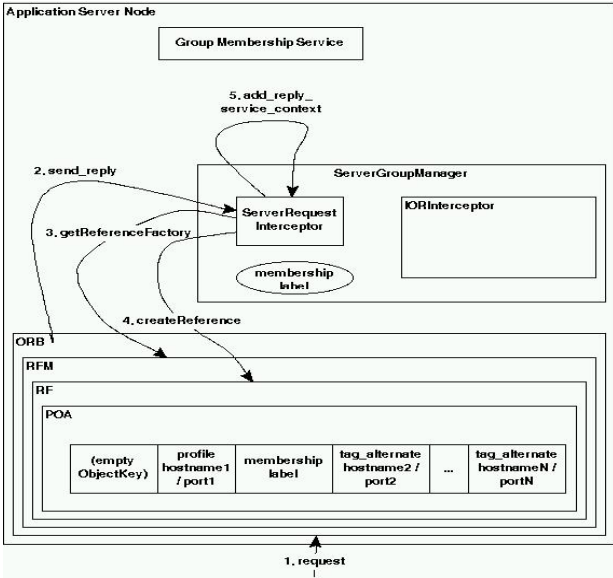 Application Server Node
Group Membership Service
5. add_reply_
service_context
2. send_reply
ServerGroupManager
ServerRequest
Interceptor
IORInterceptor
3. getReferenceFactory
membership
label
4. createReference
ORB
RFM
RF
POA
(empty
ObjectKey)
profile
hostname1
/ port1
membership
label
tag_alternate
hostname2 /
port2
...
tag_alternate
hostnameN /
portN
1. request